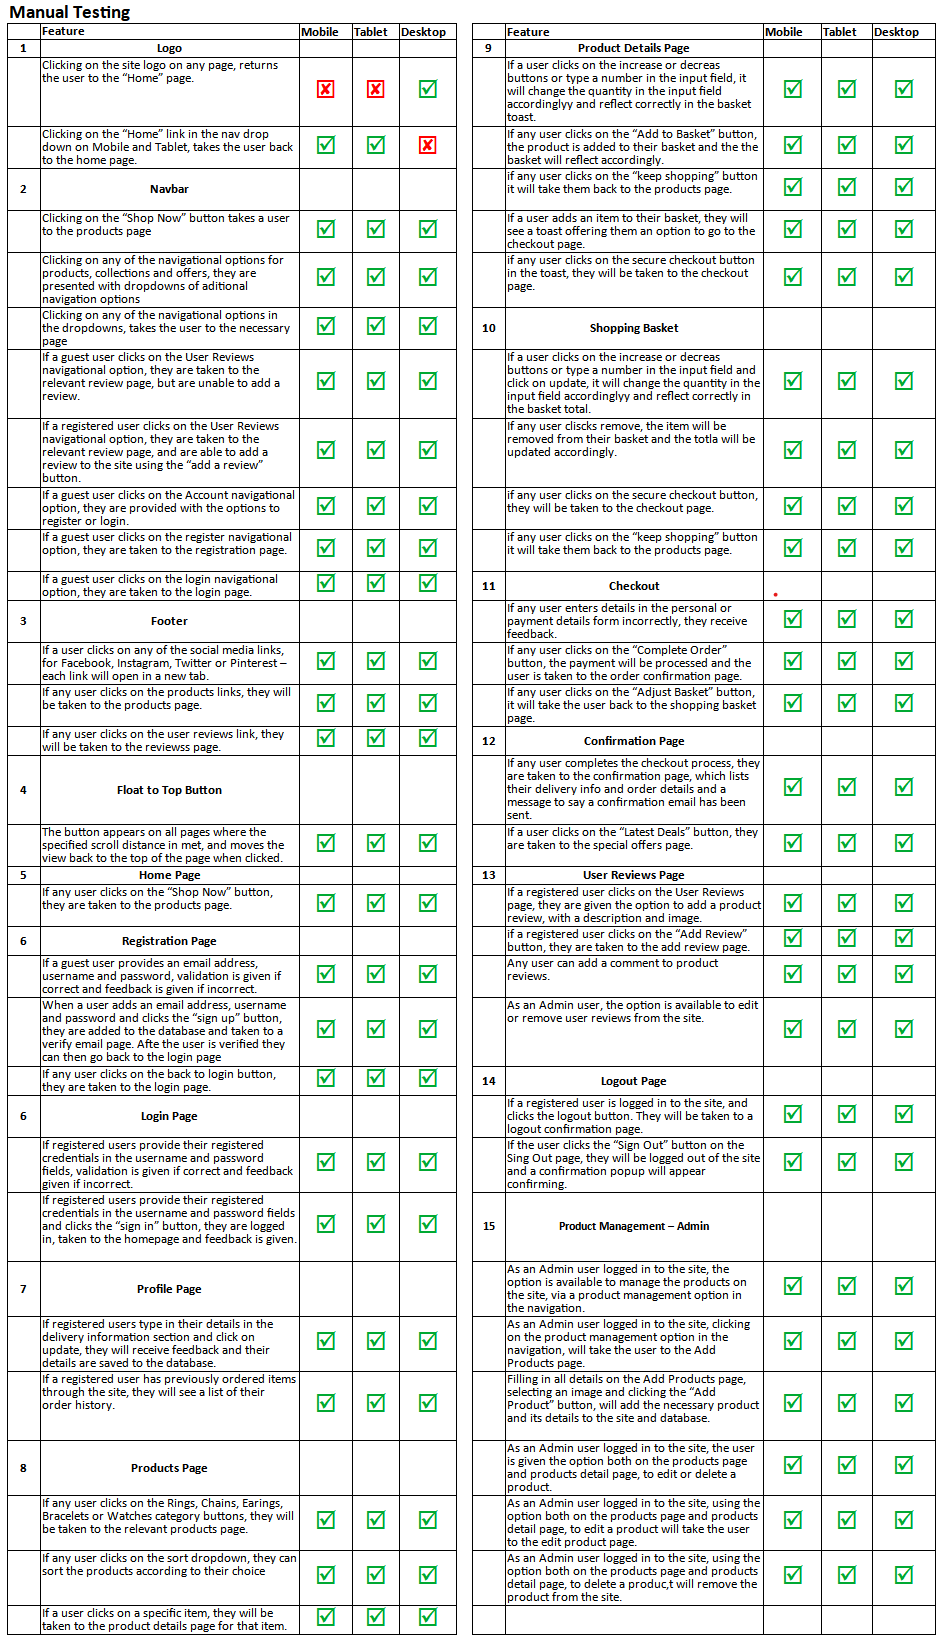 Manual Testing
Feature Mobile Tablet Desktop
1 Logo
Clicking on the site logo on any page, returns
the user to the “Home” page.
Clicking on the “Home” link in the nav drop
down on Mobile and Tablet, takes the user back
to the home page.
2 Navbar
Clicking on the “Shop Now” button takes a user
to the products page
Clicking on any of the navigational options for
products, collections and offers, they are
presented with dropdowns of aditional
navigation options
Clicking on any of the navigational options in
the dropdowns, takes the user to the necessary
page
If a guest user clicks on the User Reviews
navigational option, they are taken to the
relevant review page, but are unable to add a
review.
If a registered user clicks on the User Reviews
navigational option, they are taken to the
relevant review page, and are able to add a
review to the site using the “add a review”
button.
If a guest user clicks on the Account navigational
option, they are provided with the options to
register or login.
If a guest user clicks on the register navigational
option, they are taken to the registration page.
If a guest user clicks on the login navigational
option, they are taken to the login page.
3 Footer
If a user clicks on any of the social media links,
for Facebook, Instagram, Twitter or Pinterest –
each link will open in a new tab.
If any user clicks on the products links, they will
be taken to the products page.
If any user clicks on the user reviews link, they
will be taken to the reviewss page.
4 Float to Top Button
The button appears on all pages where the
specified scroll distance in met, and moves the
view back to the top of the page when clicked.
5 Home Page
If any user clicks on the “Shop Now” button,
they are taken to the products page.
6 Registration Page
If a guest user provides an email address,
username and password, validation is given if
correct and feedback is given if incorrect.
When a user adds an email address, username
and password and clicks the “sign up” button,
they are added to the database and taken to a
verify email page. Afte the user is verified they
can then go back to the login page
If any user clicks on the back to login button,
they are taken to the login page.
6 Login Page
If registered users provide their registered
credentials in the username and password
fields, validation is given if correct and feedback
given if incorrect.
If registered users provide their registered
credentials in the username and password fields
and clicks the “sign in” button, they are logged
in, taken to the homepage and feedback is given.
7 Profile Page
If registered users type in their details in the
delivery information section and click on
update, they will receive feedback and their
details are saved to the database.
If a registered user has previously ordered items
through the site, they will see a list of their
order history.
8 Products Page
If any user clicks on the Rings, Chains, Earings,
Bracelets or Watches category buttons, they will
be taken to the relevant products page.
If any user clicks on the sort dropdown, they can
sort the products according to their choice
If a user clicks on a specific item, they will be
taken to the product details page for that item.
Feature Mobile Tablet Desktop
9 Product Details Page
If a user clicks on the increase or decreas
buttons or type a number in the input field, it
will change the quantity in the input field
accordinglyy and reflect correctly in the basket
toast.
If any user clicks on the “Add to Basket” button,
the product is added to their basket and the the
basket will reflect accordingly.
if any user clicks on the “keep shopping” button
it will take them back to the products page.
If a user adds an item to their basket, they will
see a toast offering them an option to go to the
checkout page.
if any user clicks on the secure checkout button
in the toast, they will be taken to the checkout
page.
10 Shopping Basket
If a user clicks on the increase or decreas
buttons or type a number in the input field and
click on update, it will change the quantity in the
input field accordinglyy and reflect correctly in
the basket total.
If any user cliscks remove, the item will be
removed from their basket and the totla will be
updated accordingly.
if any user clicks on the secure checkout button,
they will be taken to the checkout page.
if any user clicks on the “keep shopping” button
it will take them back to the products page.
11 Checkout
If any user enters details in the personal or
payment details form incorrectly, they receive
feedback.
If any user clicks on the “Complete Order”
button, the payment will be processed and the
user is taken to the order confirmation page.
If any user clicks on the “Adjust Basket” button,
it will take the user back to the shopping basket
page.
12 Confirmation Page
If any user completes the checkout process, they
are taken to the confirmation page, which lists
their delivery info and order details and a
message to say a confirmation email has been
sent.
If a user clicks on the “Latest Deals” button, they
are taken to the special offers page.
13 User Reviews Page
If a registered user clicks on the User Reviews
page, they are given the option to add a product
review, with a description and image.
if a registered user clicks on the “Add Review”
button, they are taken to the add review page.
Any user can add a comment to product
reviews.
As an Admin user, the option is available to edit
or remove user reviews from the site.
14 Logout Page
If a registered user is logged in to the site, and
clicks the logout button. They will be taken to a
logout confirmation page.
If the user clicks the “Sign Out” button on the
Sing Out page, they will be logged out of the site
and a confirmation popup will appear
confirming.
15 Product Management – Admin
As an Admin user logged in to the site, the
option is available to manage the products on
the site, via a product management option in
the navigation.
As an Admin user logged in to the site, clicking
on the product management option in the
navigation, will take the user to the Add
Products page.
Filling in all details on the Add Products page,
selecting an image and clicking the “Add
Product” button, will add the necessary product
and its details to the site and database.
As an Admin user logged in to the site, the user
is given the option both on the products page
and products detail page, to edit or delete a
product.
As an Admin user logged in to the site, using the
option both on the products page and products
detail page, to edit a product will take the user
to the edit product page.
As an Admin user logged in to the site, using the
option both on the products page and products
detail page, to delete a produc,t will remove the
product from the site.